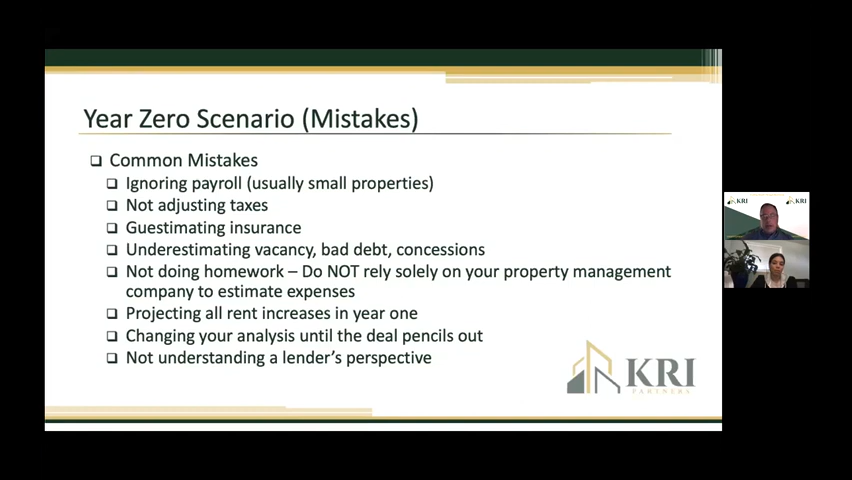 Year Zero Scenario (Mistakes)
❑ Common Mistakes
❑ Ignoring payroll (usually small properties)
❑ Not adjusting taxes
❑ Guestimating insurance
❑ Underestimating vacancy, bad debt, concessions
❑ Not doing homework – Do NOT rely solely on your property management
company to estimate expenses
❑ Projecting all rent increases in year one
❑ Changing your analysis until the deal pencils out
❑ Not understanding a lender's perspective
KRI
PARTNERS
KRI
KRI